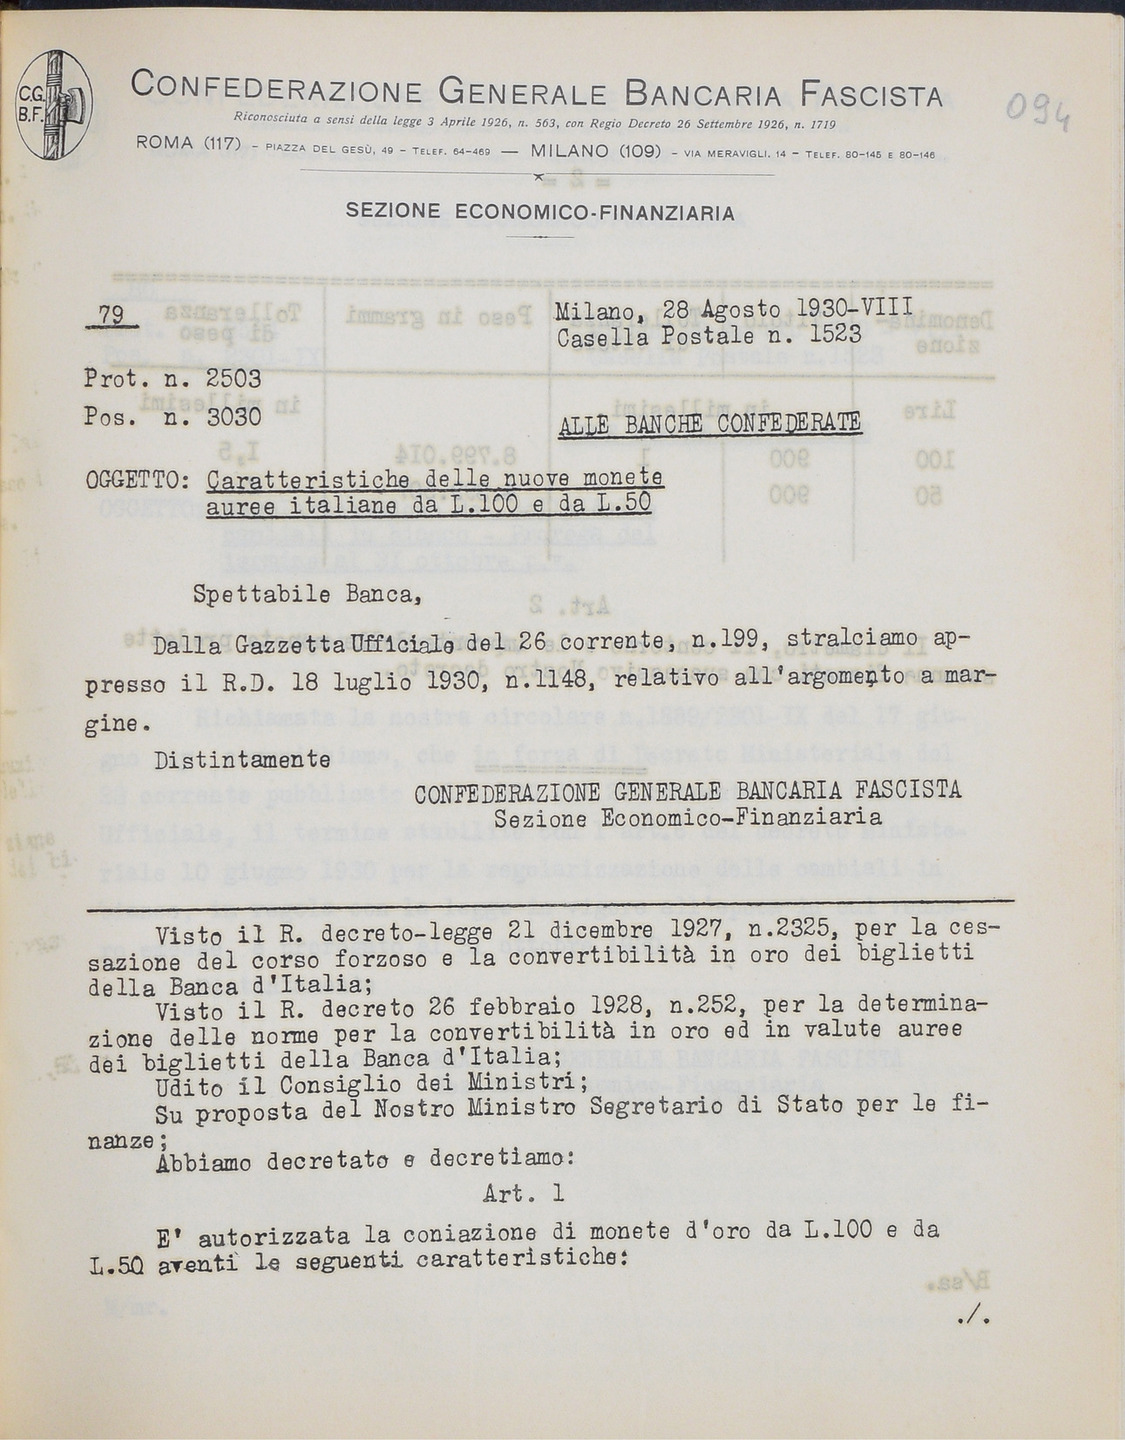 C.G.
B.F.
CONFEDERAZIONE GENERALE BANCARIA FASCISTA
094
Riconosciuta a sensi della legge 3 Aprile 1926, n. 563, con Regio Decreto 26 Settembre 1926, n. 1719
ROMA (117) – PIAZZA DEL GESÙ, 49 – TELEF. 64-469 — MILANO (109) – VIA MERAVIGLI, 14 – TELEF. 80-145 E 80-146
SEZIONE ECONOMICO-FINANZIARIA
79
Milano, 28 Agosto 1930-VIII
Casella Postale n. 1523
Prot. n. 2503
Pos. n. 3030
ALLE BANCHE CONFEDERATE
OGGETTO: Caratteristiche delle nuove monete
auree italiane da L.100 e da L.50
Spettabile Banca,
Dalla Gazzetta Ufficiale del 26 corrente, n.199, stralciamo ap-
presso il R.D. 18 luglio 1930, n.1148, relativo all'argomento a mar-
gine.
Distintamente
CONFEDERAZIONE GENERALE BANCARIA FASCISTA
Sezione Economico-Finanziaria
Visto il R. decreto-legge 21 dicembre 1927, n.2325, per la ces-
sazione del corso forzoso e la convertibilità in oro dei biglietti
della Banca d'Italia;
Visto il R. decreto 26 febbraio 1928, n.252, per la determina-
zione delle norme per la convertibilità in oro ed in valute auree
dei biglietti della Banca d'Italia;
Udito il Consiglio dei Ministri;
Su proposta del Nostro Ministro Segretario di Stato per le fi-
nanze;
Abbiamo decretato e decretiamo:
Art. 1
E' autorizzata la coniazione di monete d'oro da L.100 e da
L.50 aventi le seguenti caratteristiche:
./.